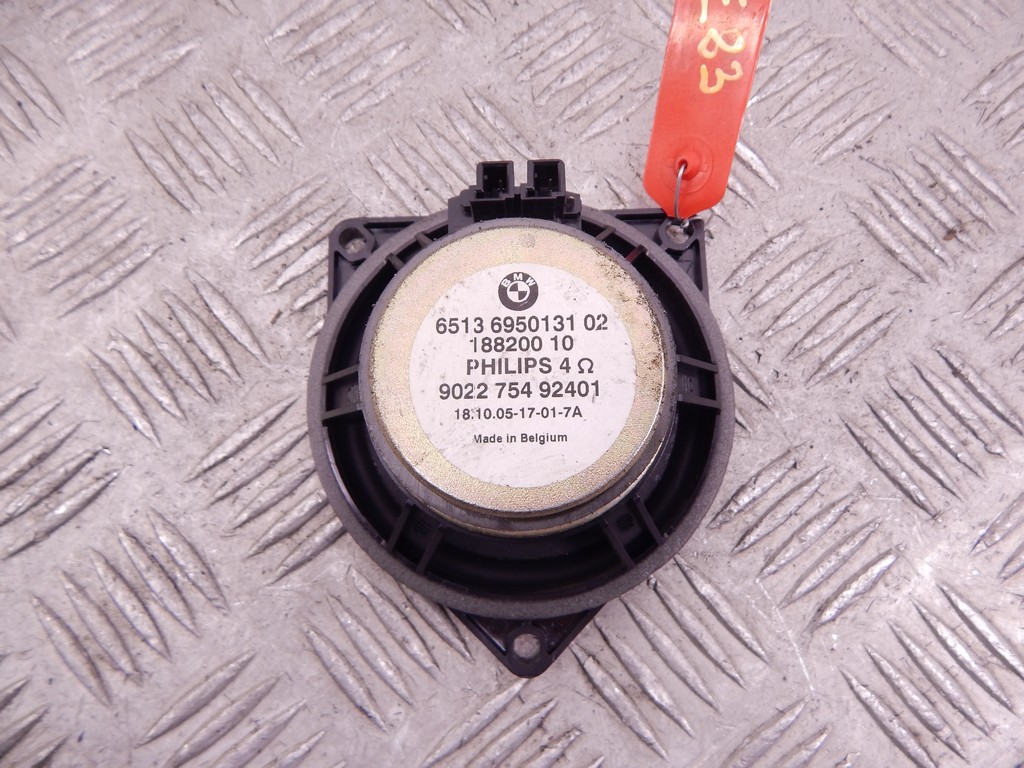 E83
BMW
6513 6950131 02
188200 10
PHILIPS 4 Ω
9022 754 92401
18.10.05-17-01-7A
Made in Belgium